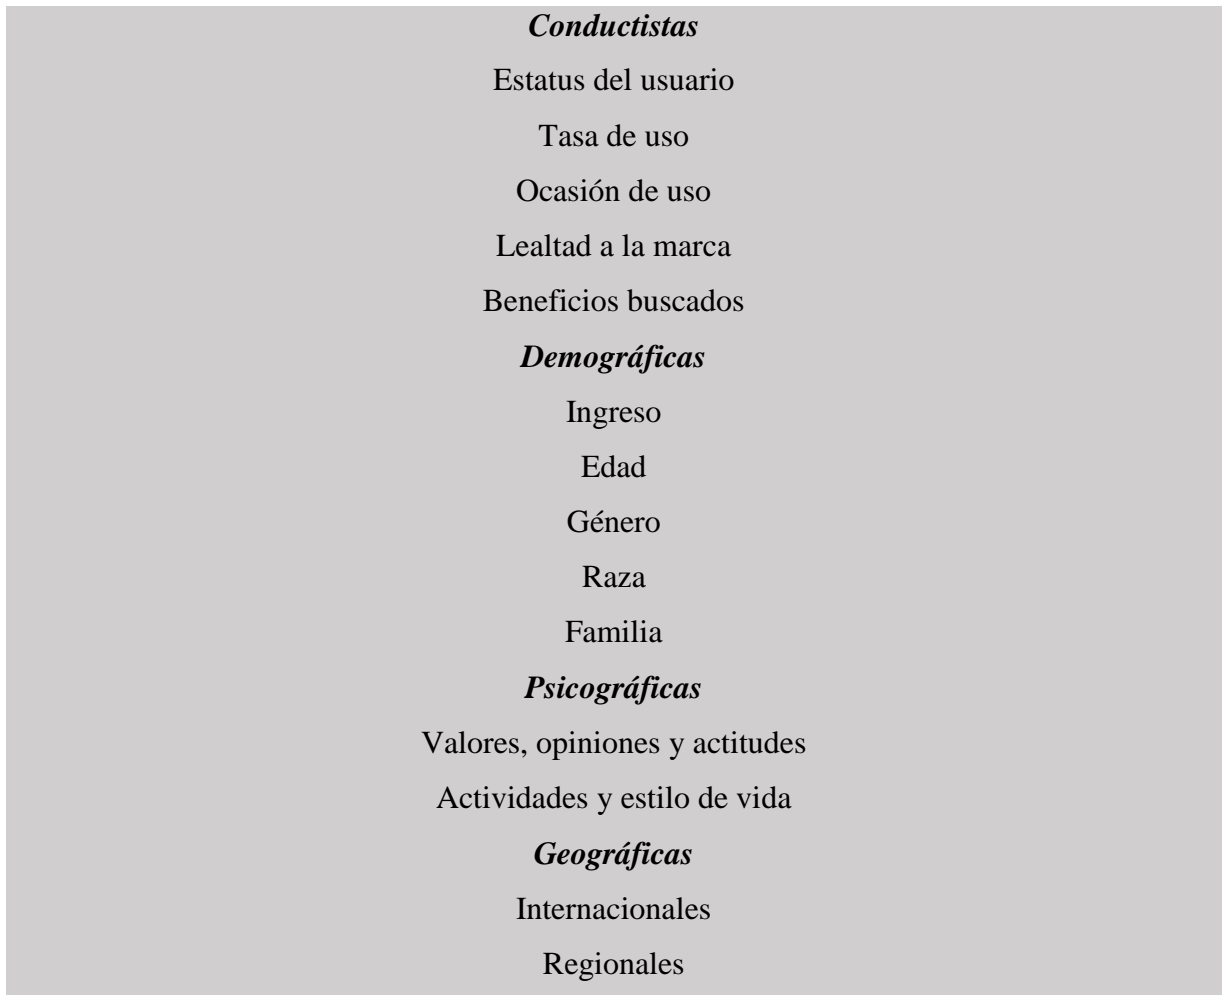 Conductistas
Estatus del usuario
Tasa de uso
Ocasión de uso
Lealtad a la marca
Beneficios buscados
Demográficas
Ingreso
Edad
Género
Raza
Familia
Psicográficas
Valores, opiniones y actitudes
Actividades y estilo de vida
Geográficas
Internacionales
Regionales